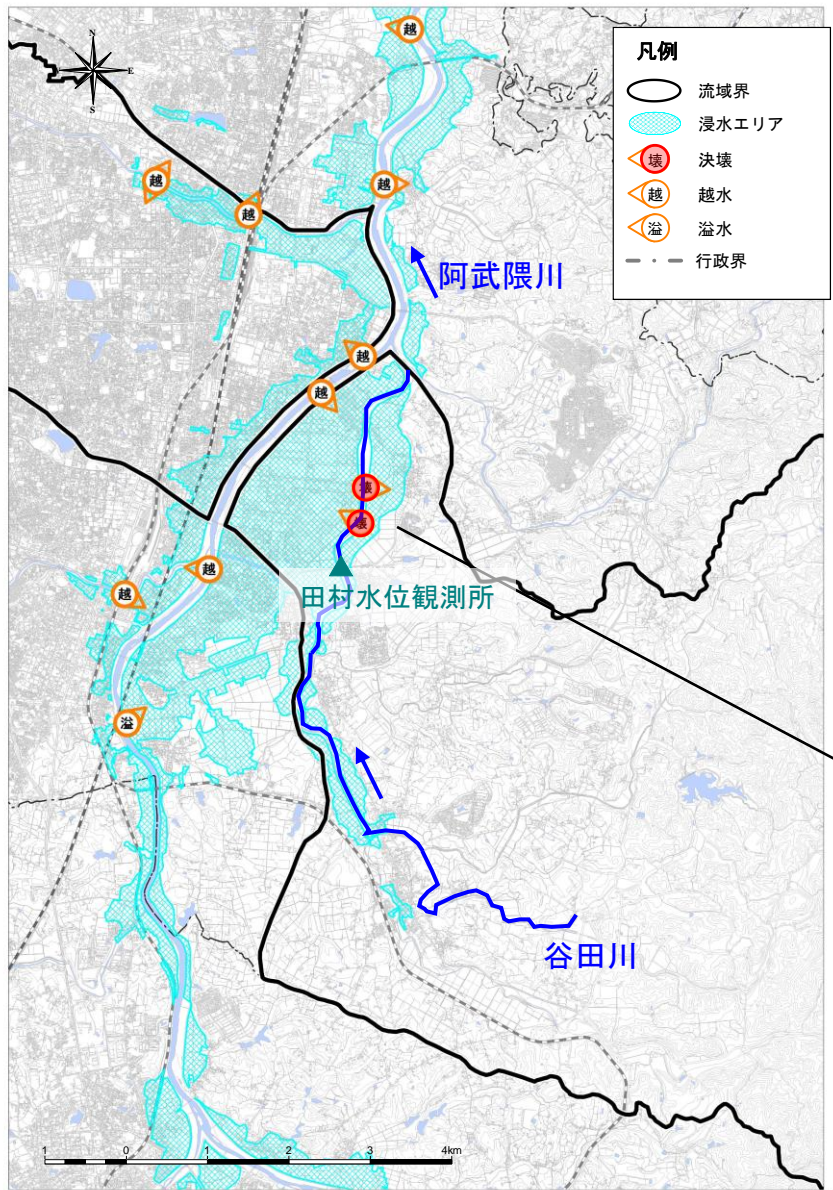 N
E
S
凡例
流域界
浸水エリア
壊 決壊
越 越水
溢 溢水
行政界
越
越
越
越
阿武隈川
越
越
壊
壊
田村水位観測所
越
越
溢
谷田川
1 0 1 2 3 4km